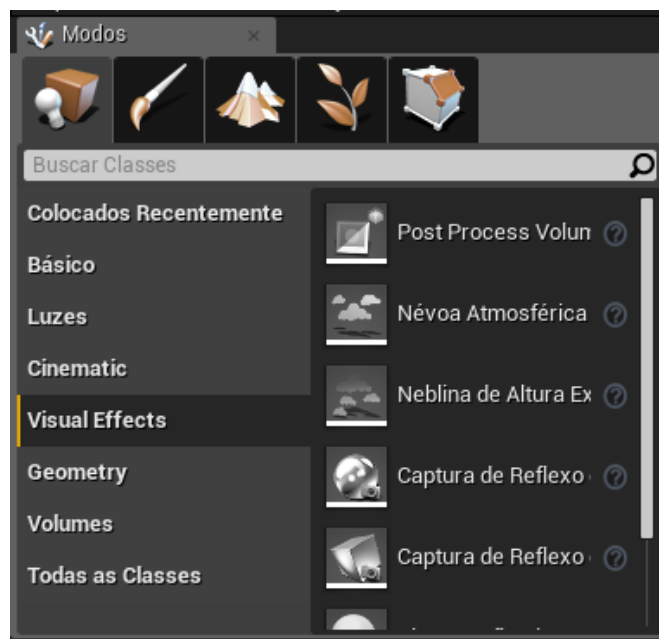 Modos
Buscar Classes
Colocados Recentemente
Básico
Luzes
Cinematic
Visual Effects
Geometry
Volumes
Todas as Classes
Post Process Volum
Névoa Atmosférica
Neblina de Altura Ex
Captura de Reflexo
Captura de Reflexo